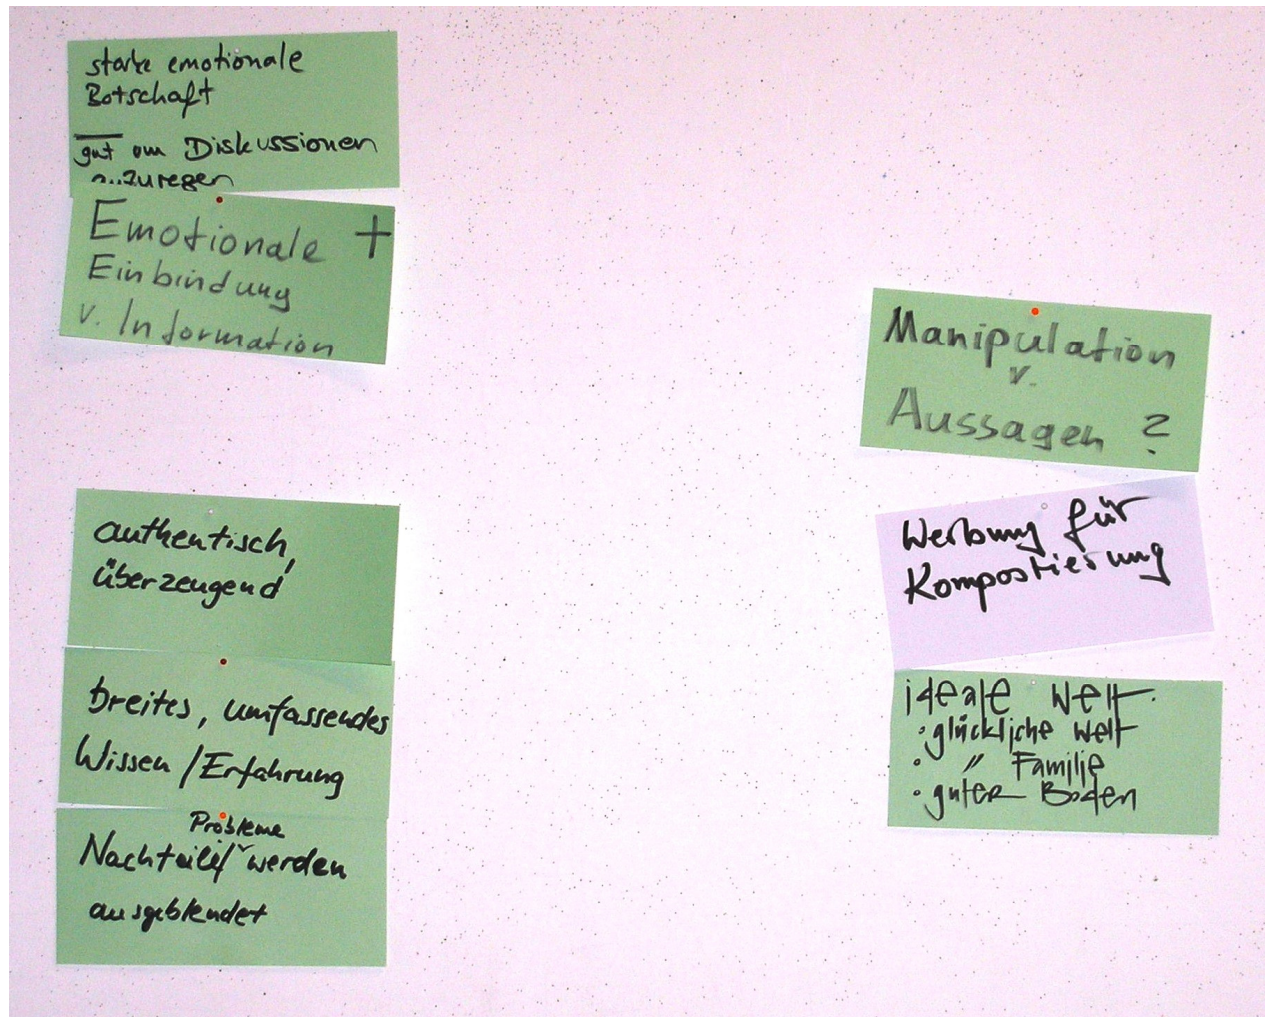 starke emotionale
Botschaft
gut um Diskussionen
anzuregen
Emotionale +
Einbindung
v. Information
authentisch,
überzeugend
breites, umfassendes
Wissen / Erfahrung
Probleme
Nachteile/ werden
ausgeblendet
Manipulation
v.
Aussagen ?
Werbung für
Kompostierung
ideale Welt.
· glückliche Welt
· " Familie
· guter Boden